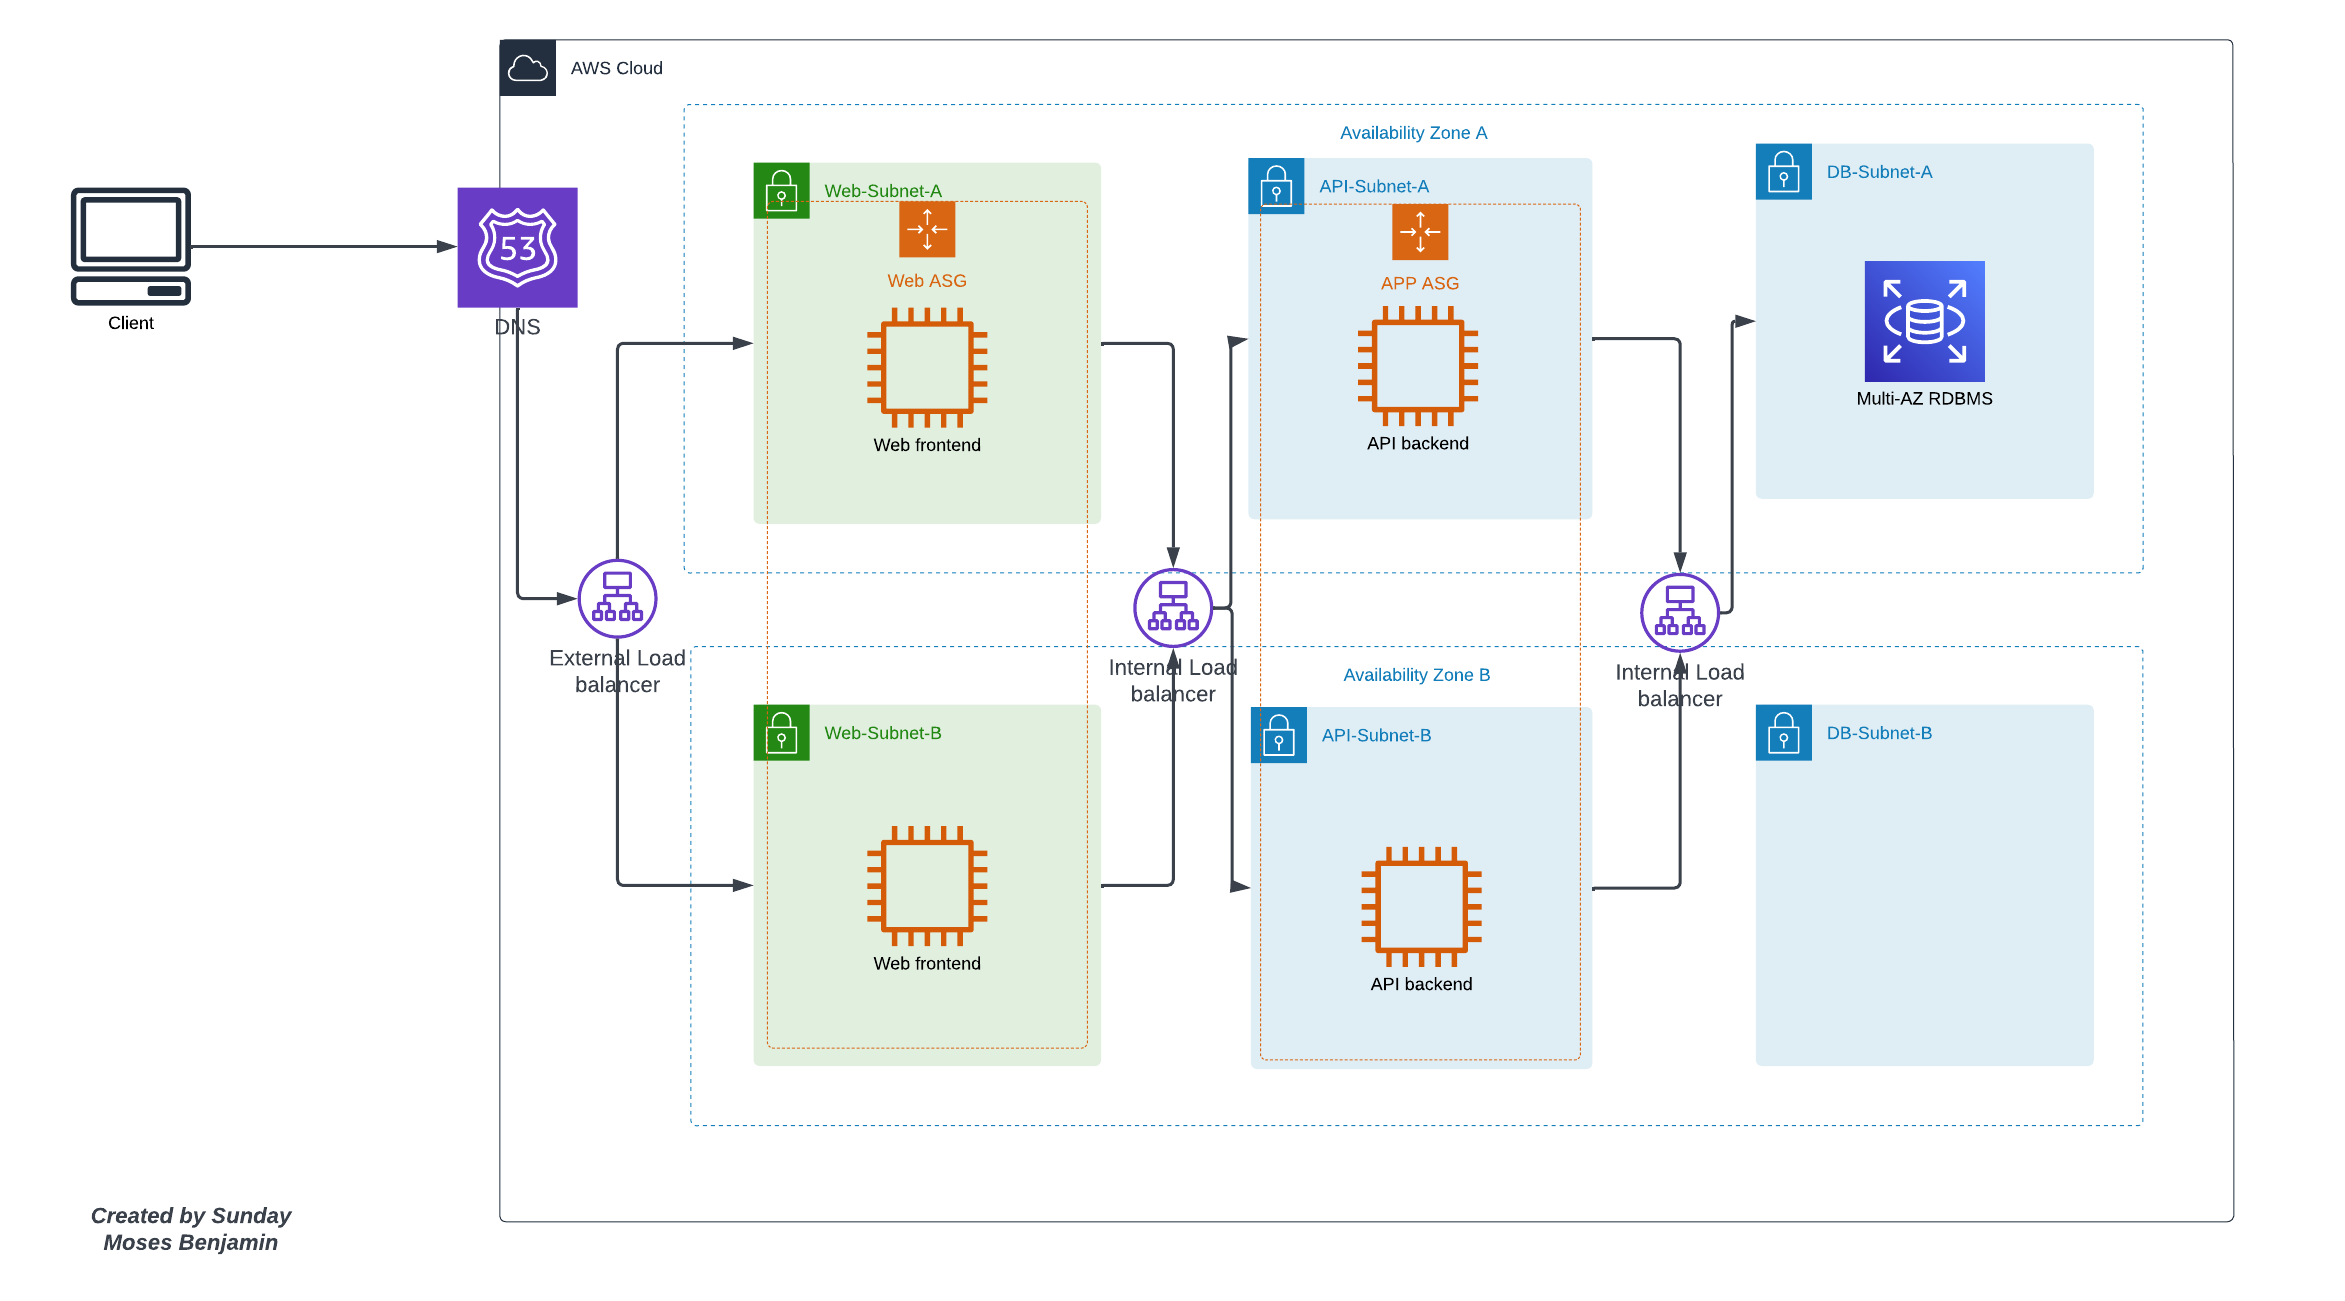 AWS Cloud
Availability Zone A
Web-Subnet-A
API-Subnet-A
DB-Subnet-A
53
Web ASG
APP ASG
Client
DNS
Multi-AZ RDBMS
Web frontend
API backend
External Load
balancer
Internal Load
balancer
Internal Load
balancer
Availability Zone B
Web-Subnet-B
API-Subnet-B
DB-Subnet-B
Web frontend
API backend
Created by Sunday
Moses Benjamin